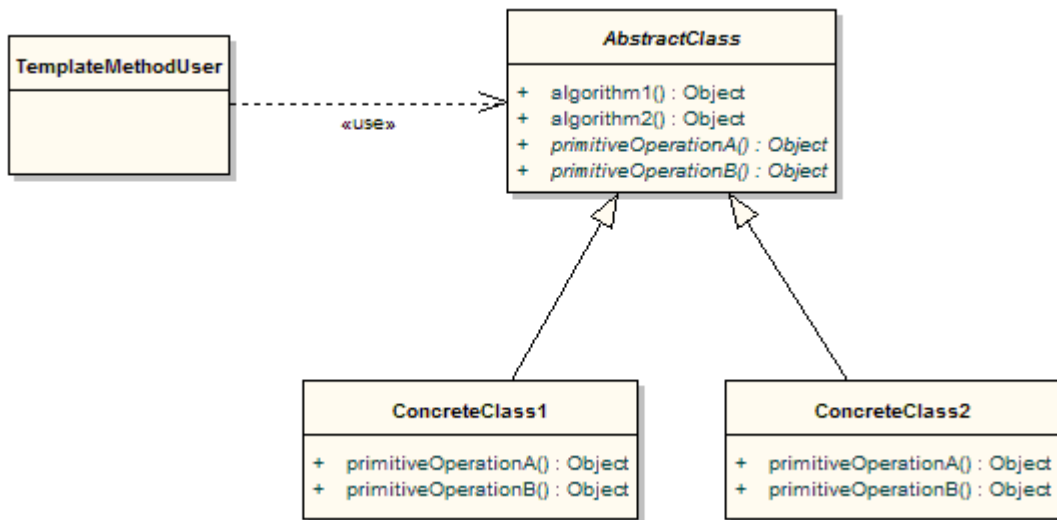 TemplateMethodUser
«use»
AbstractClass
+ algorithm1() : Object
+ algorithm2() : Object
+ primitiveOperationA() : Object
+ primitiveOperationB() : Object
ConcreteClass1
+ primitiveOperationA() : Object
+ primitiveOperationB() : Object
ConcreteClass2
+ primitiveOperationA() : Object
+ primitiveOperationB() : Object